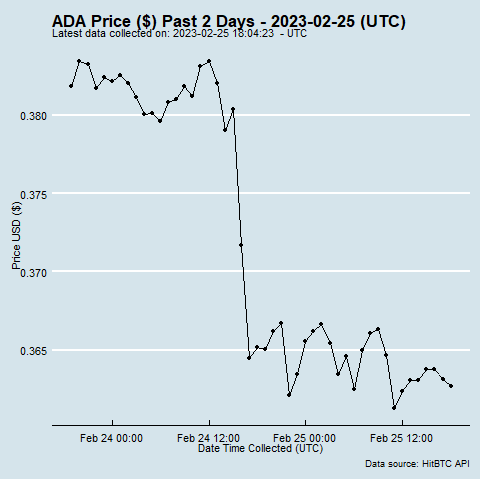 ADA Price ($) Past 2 Days - 2023-02-25 (UTC)
Latest data collected on: 2023-02-25 18:04:23  - UTC
Price USD ($)
0.380
0.375
0.370
0.365
Feb 24 00:00
Feb 24 12:00
Feb 25 00:00
Feb 25 12:00
Date Time Collected (UTC)
Data source: HitBTC API